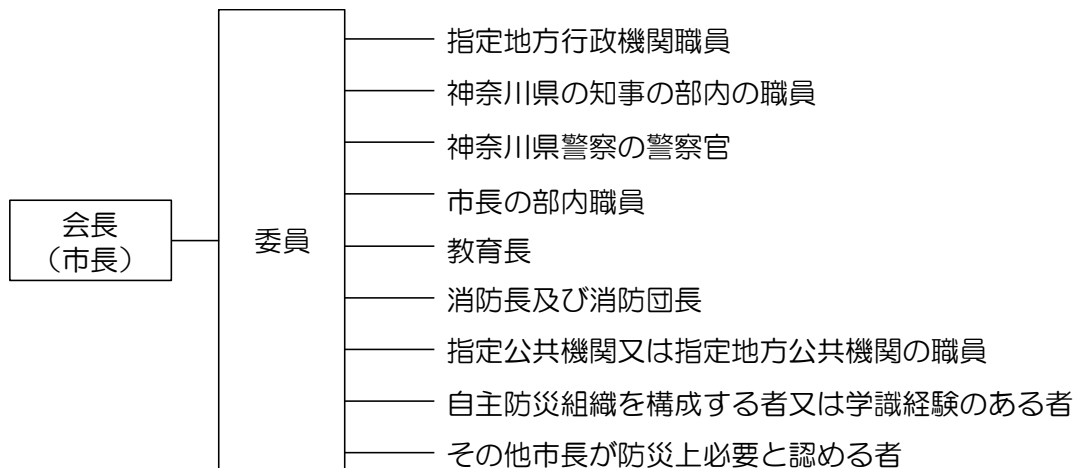 会長
（市長）
委員
指定地方行政機関職員
神奈川県の知事の部内の職員
神奈川県警察の警察官
市長の部内職員
教育長
消防長及び消防団長
指定公共機関又は指定地方公共機関の職員
自主防災組織を構成する者又は学識経験のある者
その他市長が防災上必要と認める者